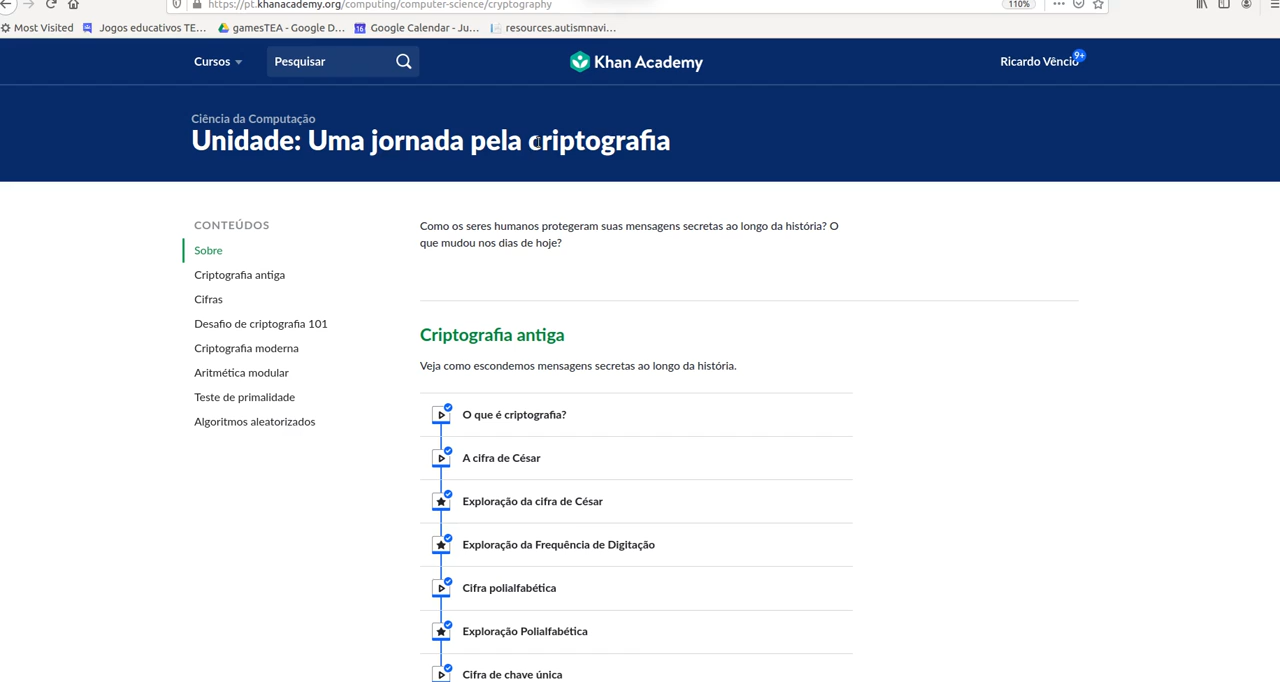 https://pt.khanacademy.org/computing/computer-science/cryptography
110%
Most Visited
Jogos educativos TE...
gamesTEA - Google D...
16
Google Calendar - Ju...
resources.autismnavi...
Cursos
Pesquisar
Khan Academy
Ricardo Vêncio
9+
Ciência da Computação
Unidade: Uma jornada pela criptografia
CONTEÚDOS
Sobre
Criptografia antiga
Cifras
Desafio de criptografia 101
Criptografia moderna
Aritmética modular
Teste de primalidade
Algoritmos aleatorizados
Como os seres humanos protegeram suas mensagens secretas ao longo da história? O
que mudou nos dias de hoje?
Criptografia antiga
Veja como escondemos mensagens secretas ao longo da história.
O que é criptografia?
A cifra de César
Exploração da cifra de César
Exploração da Frequência de Digitação
Cifra polialfabética
Exploração Polialfabética
Cifra de chave única